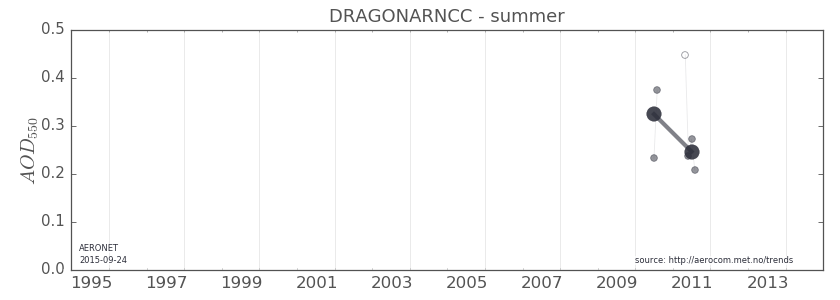 DRAGONARNCC - summer
0.5
0.4
0.3
0.2
0.1
0.0
AOD550
AERONET
2015-09-24
source: http://aerocom.met.no/trends
1995 1997 1999 2001 2003 2005 2007 2009 2011 2013